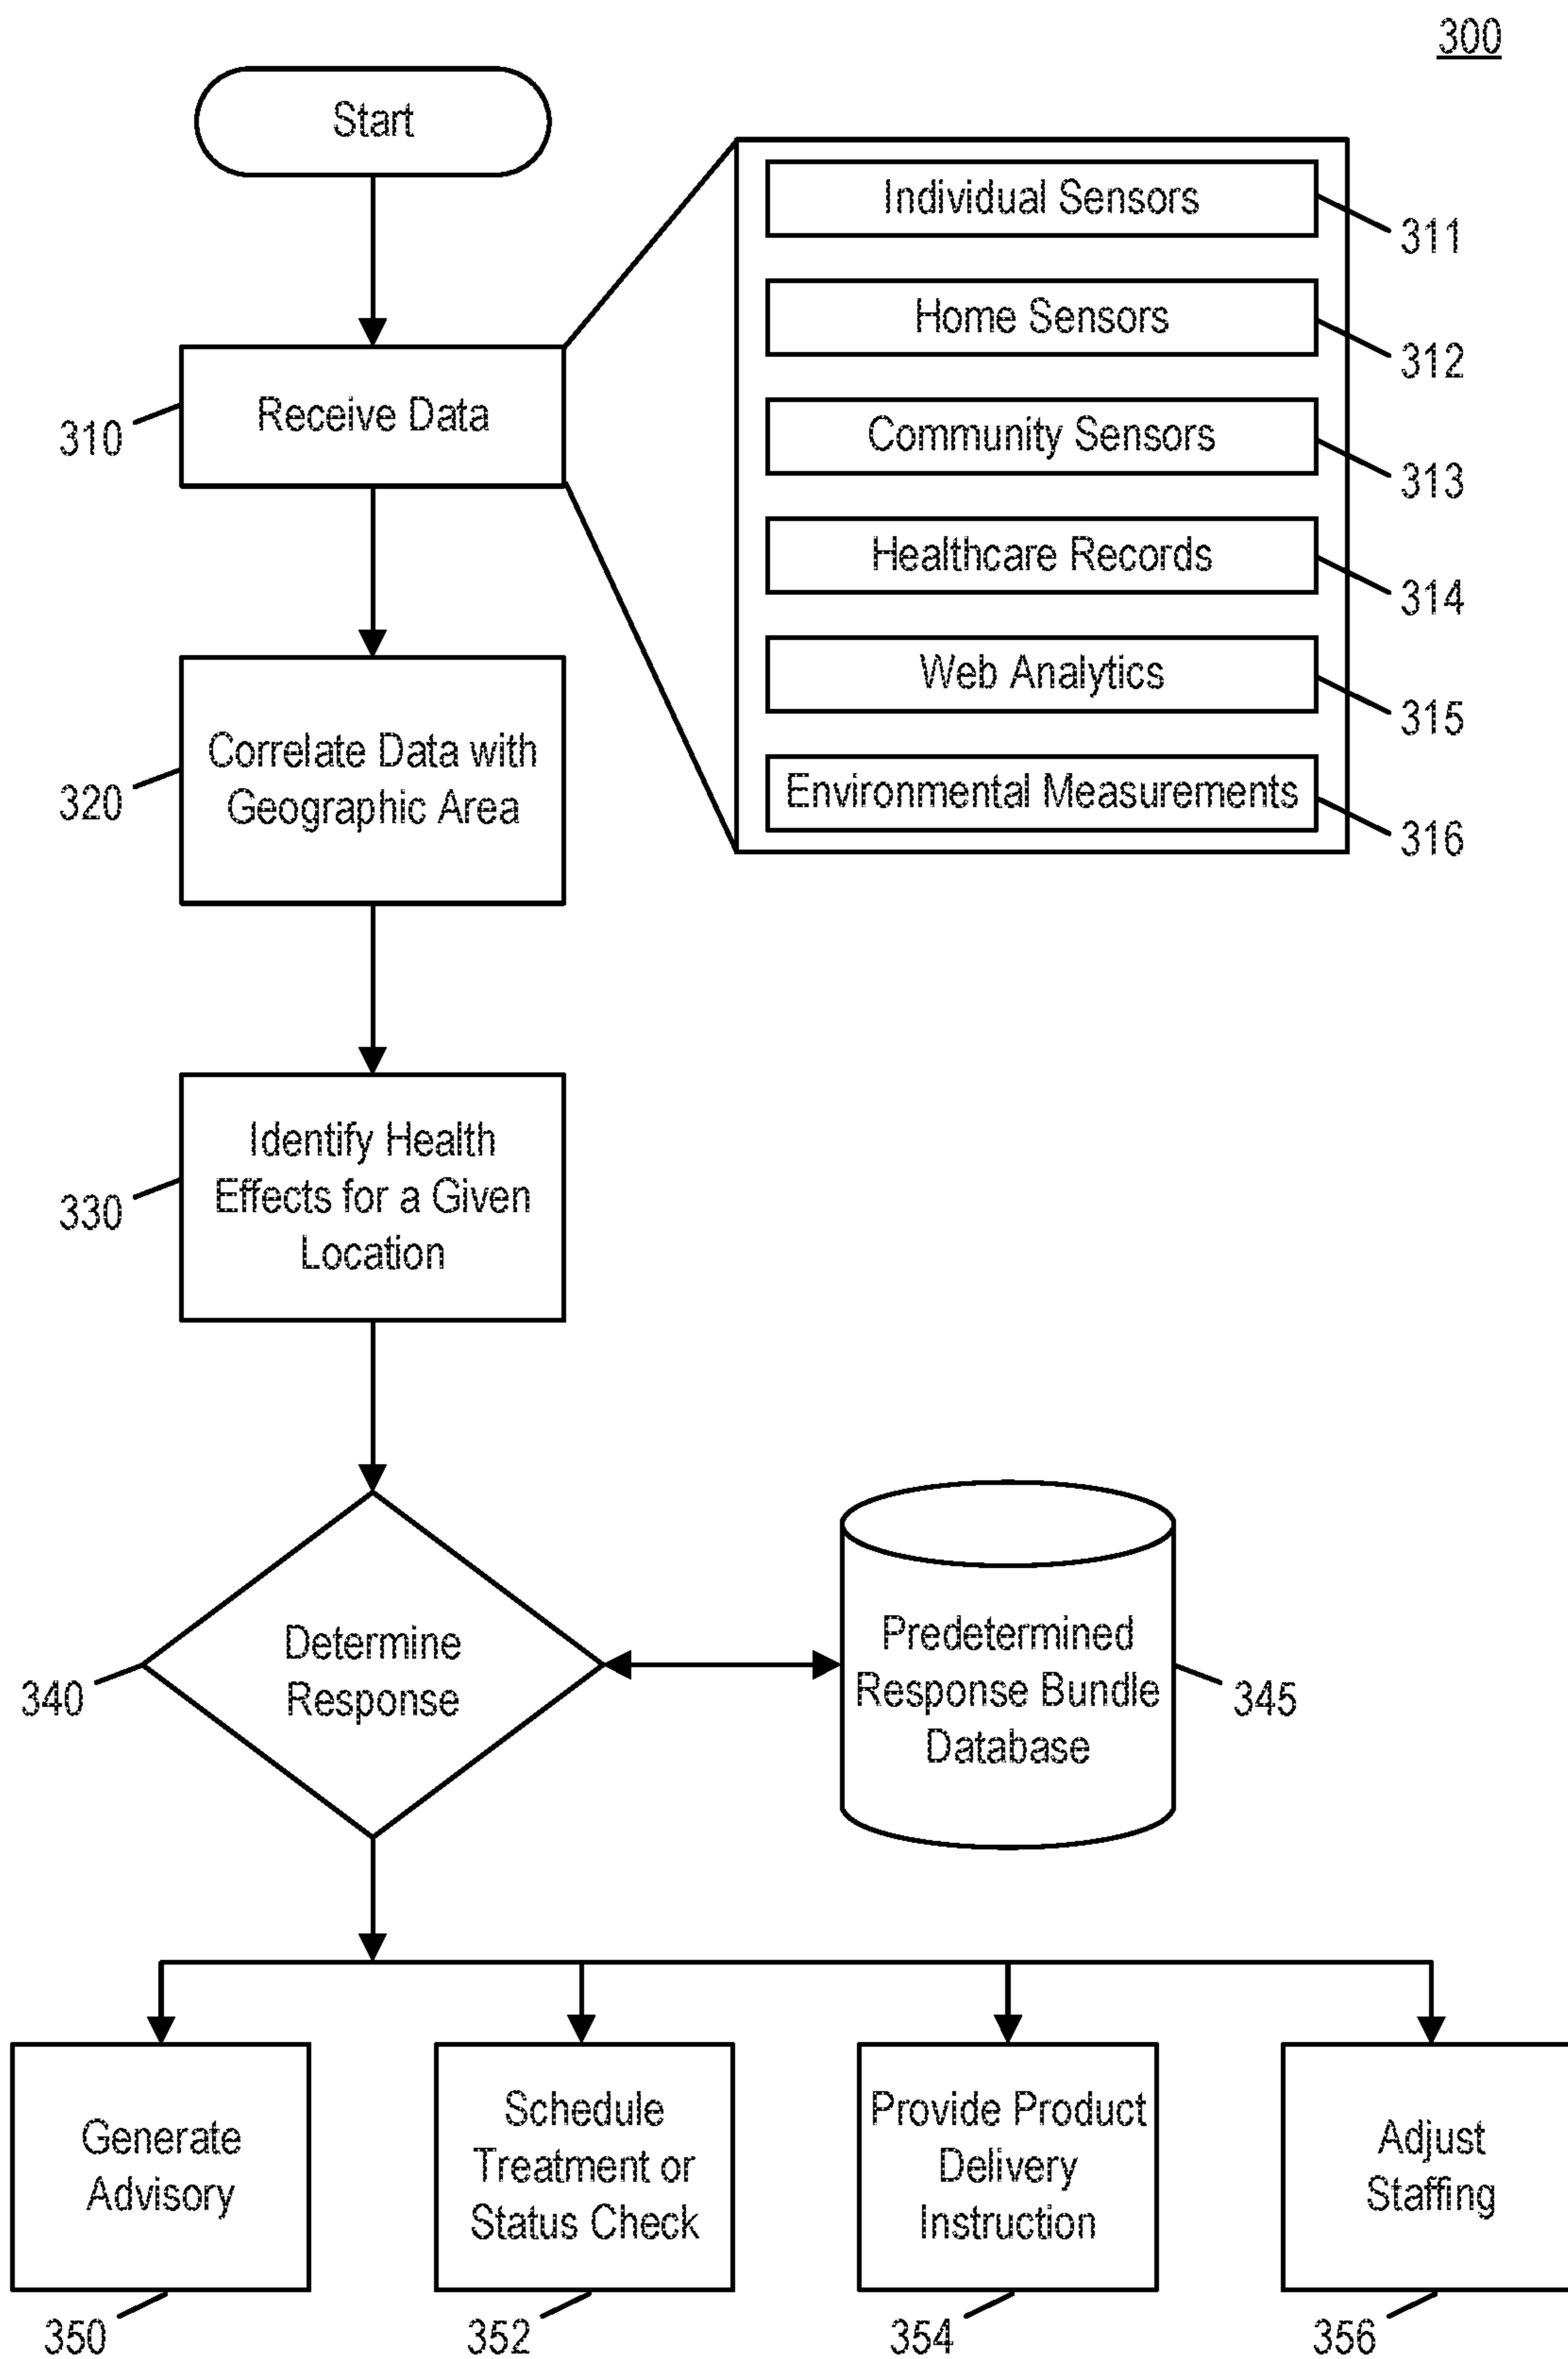 300
Start
Individual Sensors
311
Home Sensors
312
Receive Data
310
Community Sensors
313
Healthcare Records
314
Web Analytics
315
Correlate Data with
Geographic Area
320
Environmental Measurements
316
Identify Health
Effects for a Given
Location
330
Determine
Response
340
Predetermined
Response Bundle
Database
345
Generate
Advisory
350
Schedule
Treatment or
Status Check
352
Provide Product
Delivery
Instruction
354
Adjust
Staffing
356